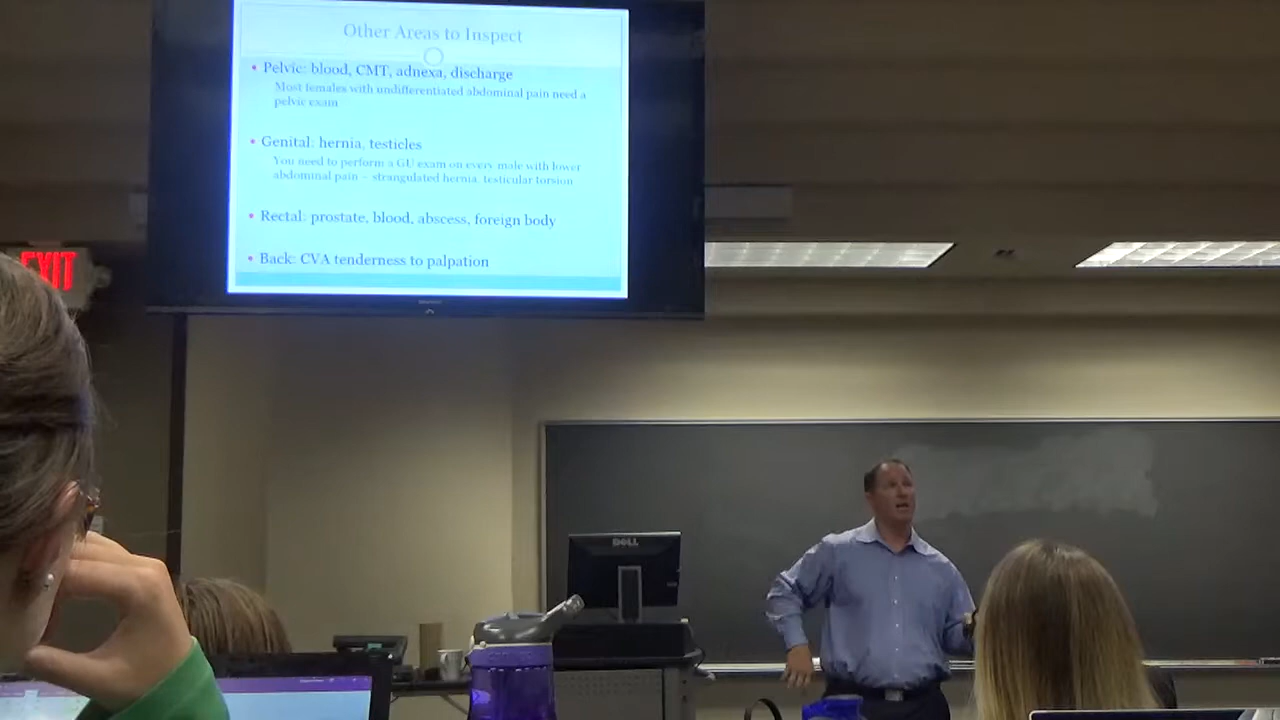 Other Areas to Inspect
• Pelvic: blood, CMT, adnexa, discharge
Most females with undifferentiated abdominal pain need a
pelvic exam
• Genital: hernia, testicles
You need to perform a GU exam on every male with lower
abdominal pain – strangulated hernia, testicular torsion
• Rectal: prostate, blood, abscess, foreign body
• Back: CVA tenderness to palpation
EXIT
DELL